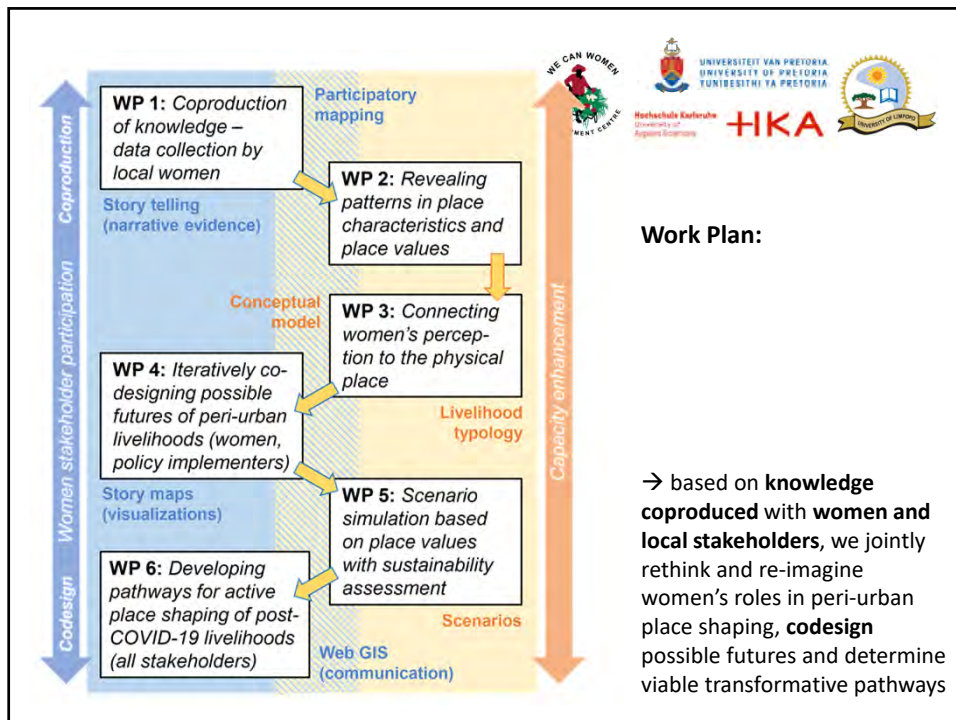 WE CAN WOMEN
MENT CENTRE
UNIVERSITEIT VAN PRETORIA
UNIVERSITY OF PRETORIA
YUNIBESITHI YA PRETORIA
Hochschule Karlsruhe
University of
Applied Sciences
HKA
UNIVERSITY OF LIMPOPO
Coproduction
Women stakeholder participation
Codesign
WP 1: Coproduction
of knowledge –
data collection by
local women
Participatory
mapping
Story telling
(narrative evidence)
WP 2: Revealing
patterns in place
characteristics and
place values
Conceptual
model
WP 3: Connecting
women's percep-
tion to the physical
place
WP 4: Iteratively co-
designing possible
futures of peri-urban
livelihoods (women,
policy implementers)
Livelihood
typology
Story maps
(visualizations)
WP 5: Scenario
simulation based
on place values
with sustainability
assessment
WP 6: Developing
pathways for active
place shaping of post-
COVID-19 livelihoods
(all stakeholders)
Scenarios
Web GIS
(communication)
Capacity enhancement
Work Plan:
→ based on knowledge
coproduced with women and
local stakeholders, we jointly
rethink and re-imagine
women's roles in peri-urban
place shaping, codesign
possible futures and determine
viable transformative pathways